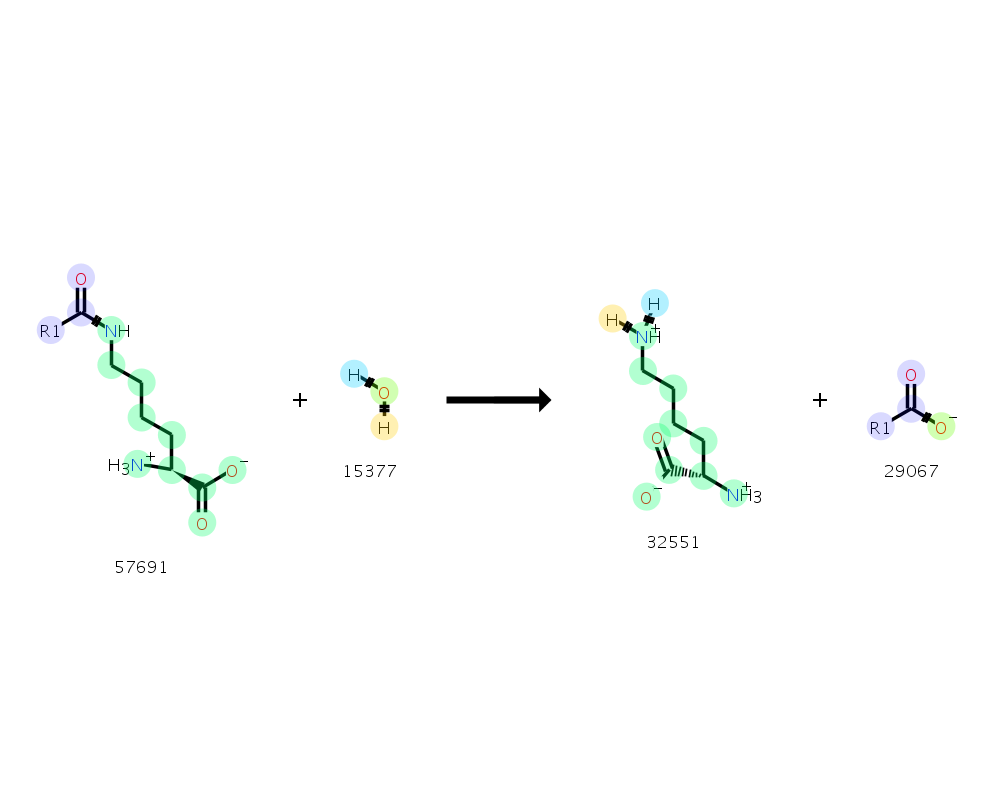 O
R1
NH
H3N+
O−
O
57691
+
H
O
H
15377
H
H
NH+
O
O−
NH3+
32551
+
O
R1
O−
29067